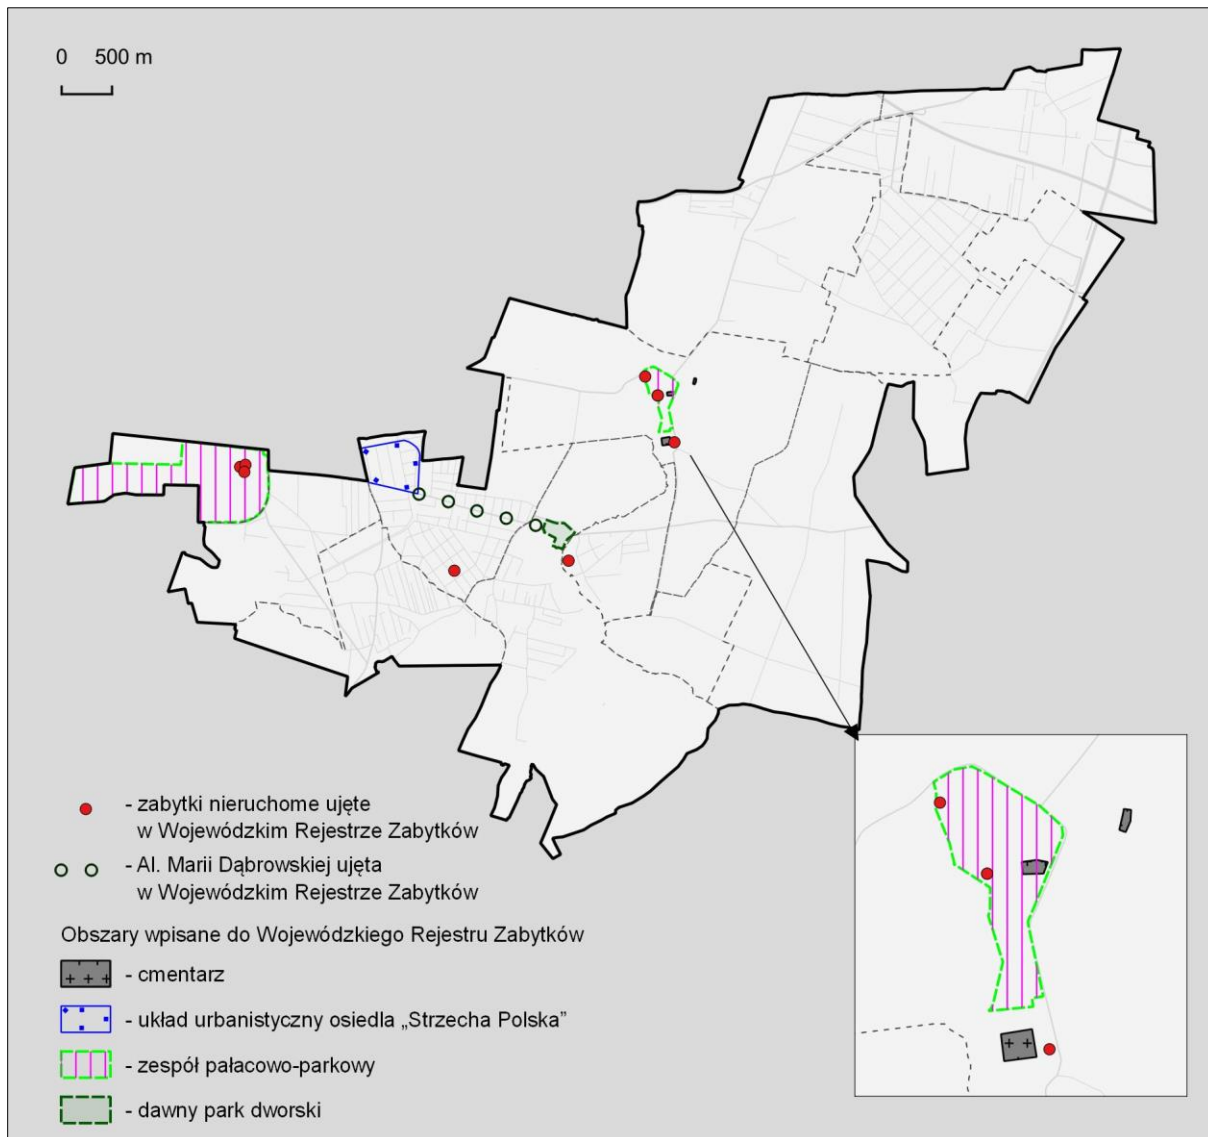 0 500 m
- zabytki nieruchome ujęte
w Wojewódzkim Rejestrze Zabytków
- Al. Marii Dąbrowskiej ujęta
w Wojewódzkim Rejestrze Zabytków
Obszary wpisane do Wojewódzkiego Rejestru Zabytków
- cmentarz
- układ urbanistyczny osiedla „Strzecha Polska”
- zespół pałacowo-parkowy
- dawny park dworski